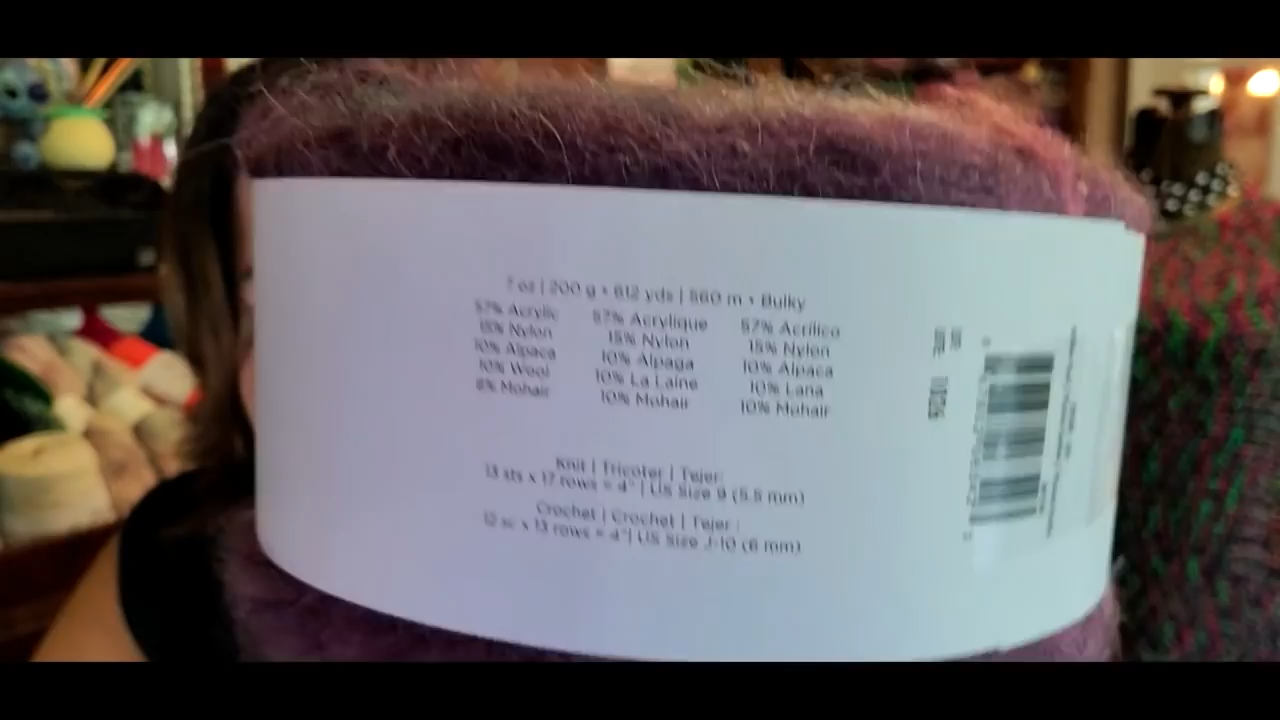 7 oz | 200 g • 612 yds | 560 m • Bulky
57% Acrylic
15% Nylon
10% Alpaca
10% Wool
8% Mohair
57% Acrylique
15% Nylon
10% Alpaga
10% La Laine
10% Mohair
57% Acrílico
15% Nylon
10% Alpaca
10% Lana
10% Mohair
Knit | Tricoter | Tejer:
13 sts x 17 rows = 4" | US Size 9 (5.5 mm)
Crochet | Crochet | Tejer :
12 sc x 13 rows = 4" | US Size J-10 (6 mm)